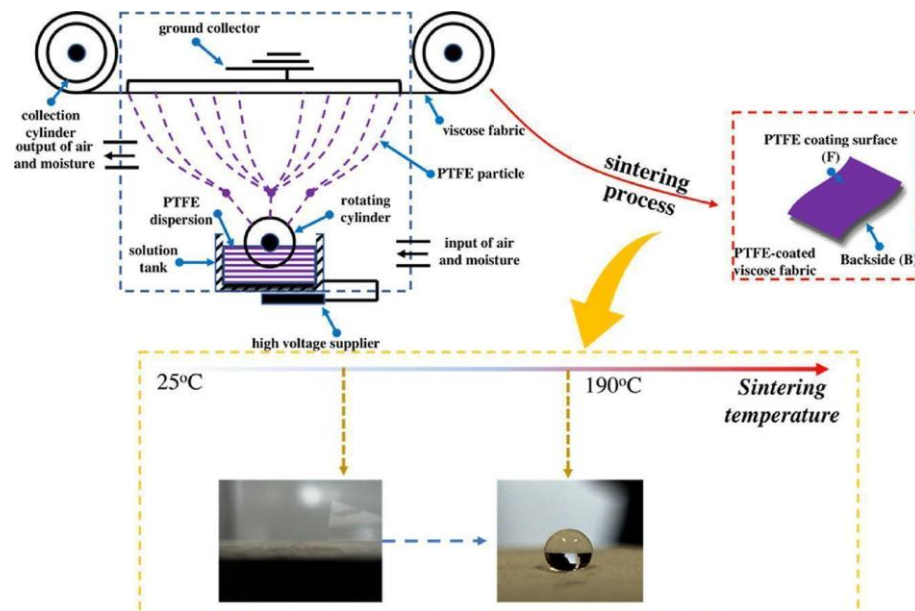 ground collector
collection
cylinder
output of air
and moisture
viscose fabric
PTFE particle
PTFE
dispersion
rotating
cylinder
solution
tank
input of air
and moisture
high voltage supplier
sintering
process
PTFE coating surface
(F)
PTFE-coated
viscose fabric
Backside (B)
25°C
190°C
Sintering
temperature